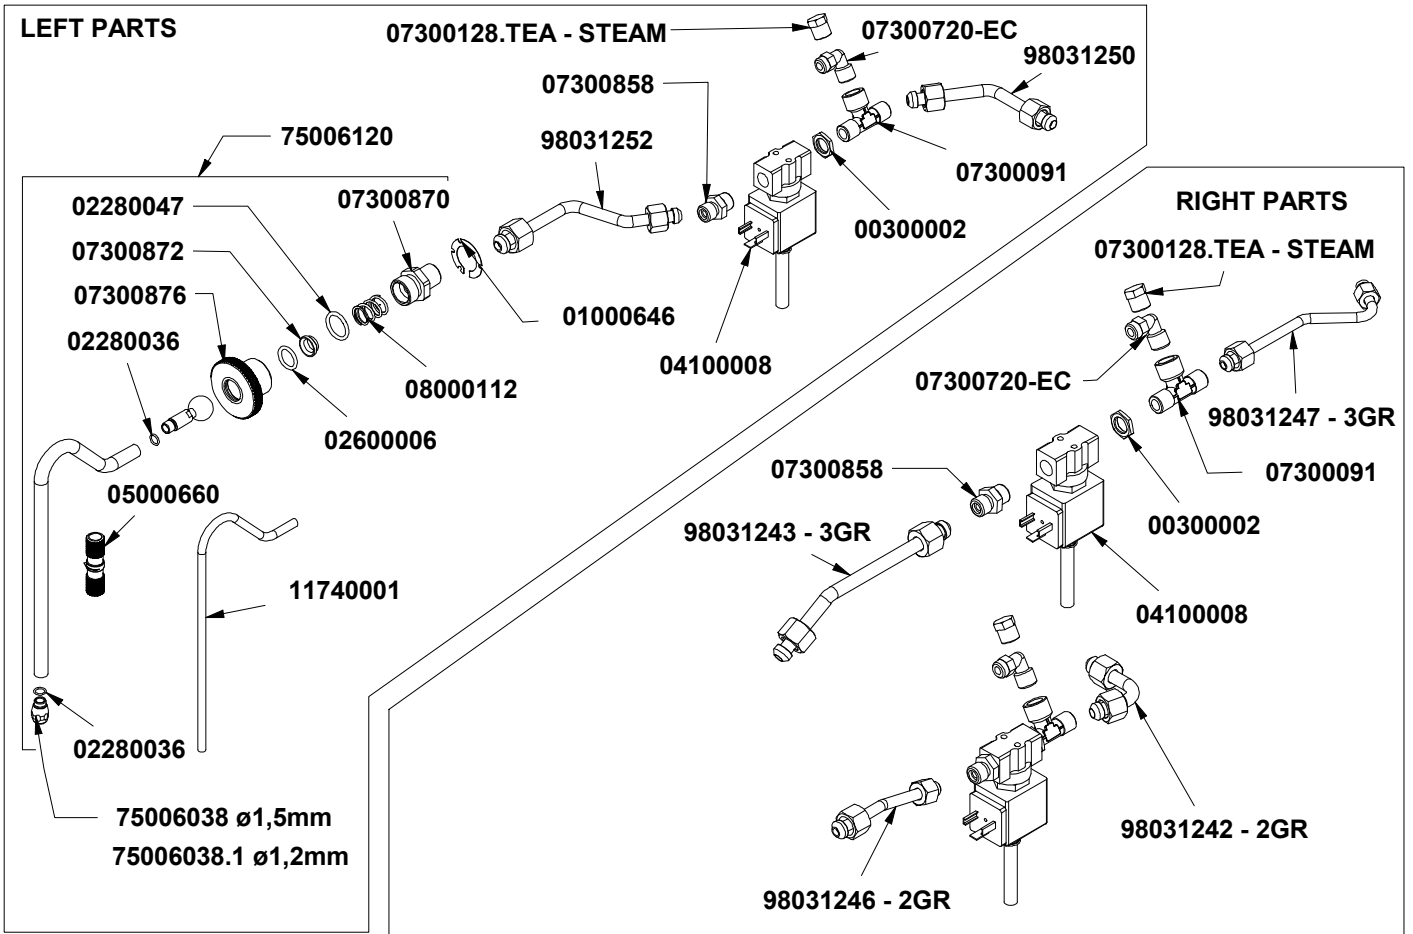 LEFT PARTS
07300128.TEA - STEAM
07300720-EC
98031250
07300858
98031252
75006120
07300091
02280047
07300870
00300002
07300872
07300876
01000646
02280036
04100008
08000112
02600006
05000660
11740001
02280036
75006038 ø1,5mm
75006038.1 ø1,2mm
RIGHT PARTS
07300128.TEA - STEAM
07300720-EC
98031247 - 3GR
07300858
07300091
98031243 - 3GR
00300002
04100008
98031242 - 2GR
98031246 - 2GR